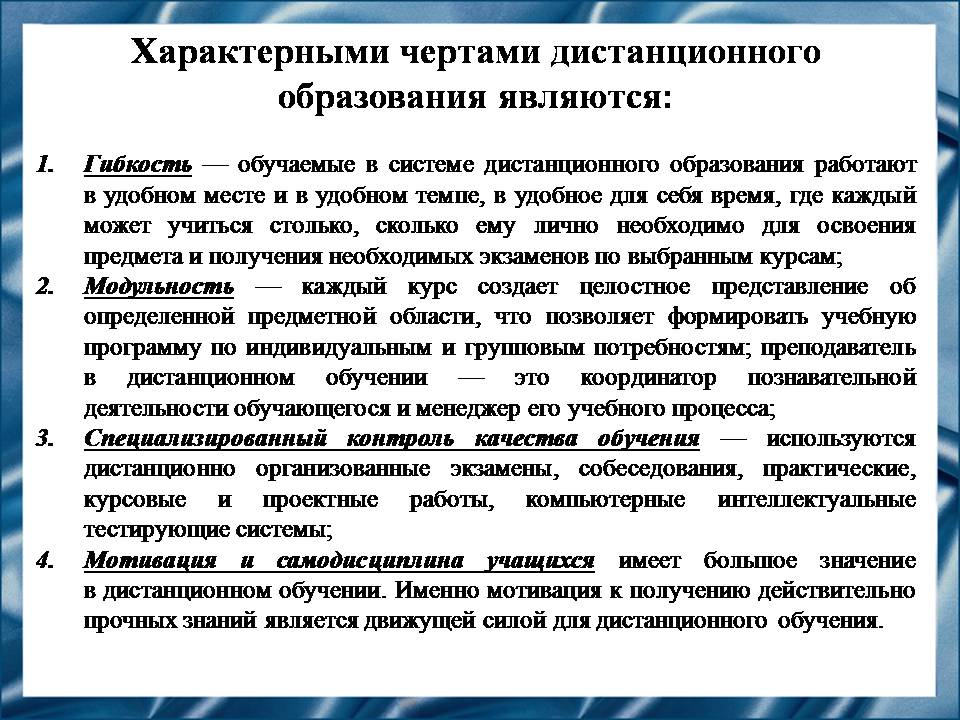 Характерными чертами дистанционного
образования являются:
1. Гибкость — обучаемые в системе дистанционного образования работают
в удобном месте и в удобном темпе, в удобное для себя время, где каждый
может учиться столько, сколько ему лично необходимо для освоения
предмета и получения необходимых экзаменов по выбранным курсам;
2. Модульность — каждый курс создает целостное представление об
определенной предметной области, что позволяет формировать учебную
программу по индивидуальным и групповым потребностям; преподаватель
в дистанционном обучении — это координатор познавательной
деятельности обучающегося и менеджер его учебного процесса;
3. Специализированный контроль качества обучения — используются
дистанционно организованные экзамены, собеседования, практические,
курсовые и проектные работы, компьютерные интеллектуальные
тестирующие системы;
4. Мотивация и самодисциплина учащихся имеет большое значение
в дистанционном обучении. Именно мотивация к получению действительно
прочных знаний является движущей силой для дистанционного обучения.